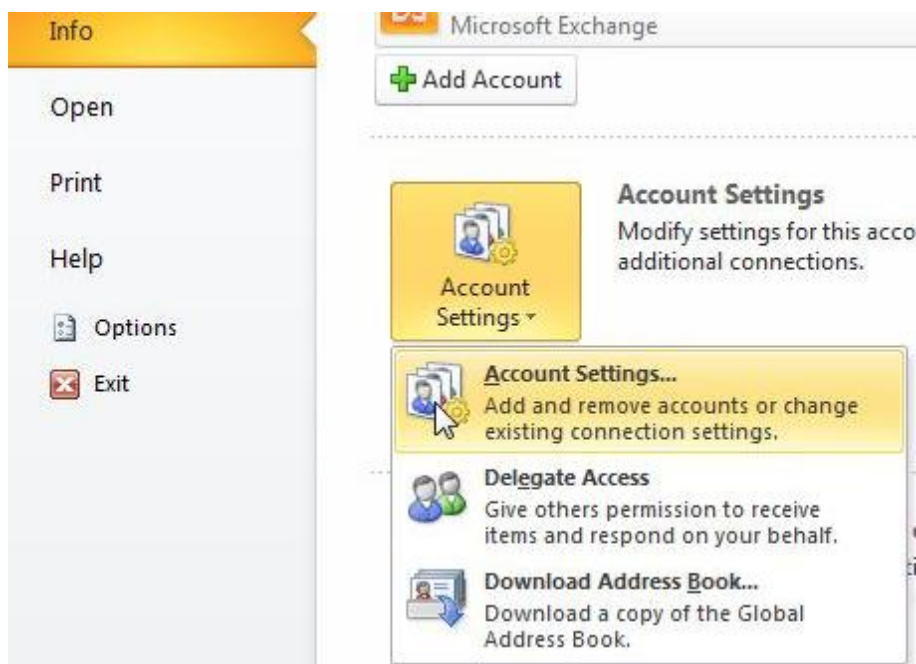 Info
Open
Print
Help
Options
Exit
Microsoft Exchange
Add Account
Account Settings
Modify settings for this acco
additional connections.
Account
Settings
Account Settings...
Add and remove accounts or change
existing connection settings.
Delegate Access
Give others permission to receive
items and respond on your behalf.
Download Address Book...
Download a copy of the Global
Address Book.